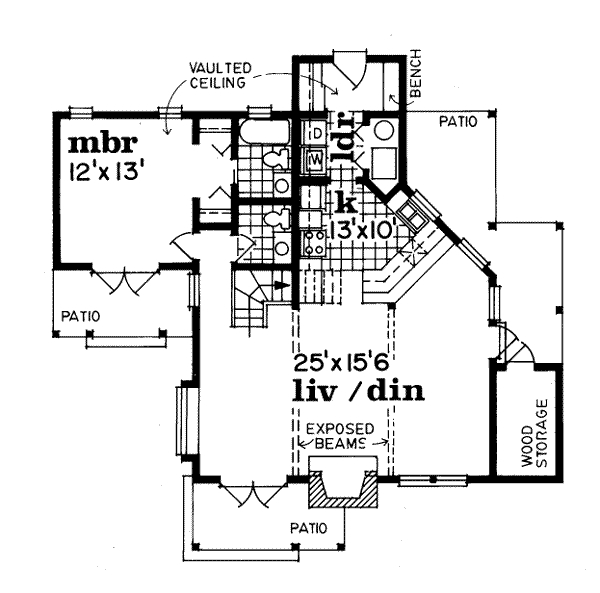 VAULTED
CEILING
BENCH
PATIO
mbr
12'x13'
D
W
ldr
k
13'x10'
PATIO
25'x15'6
liv / din
EXPOSED
BEAMS
WOOD
STORAGE
PATIO